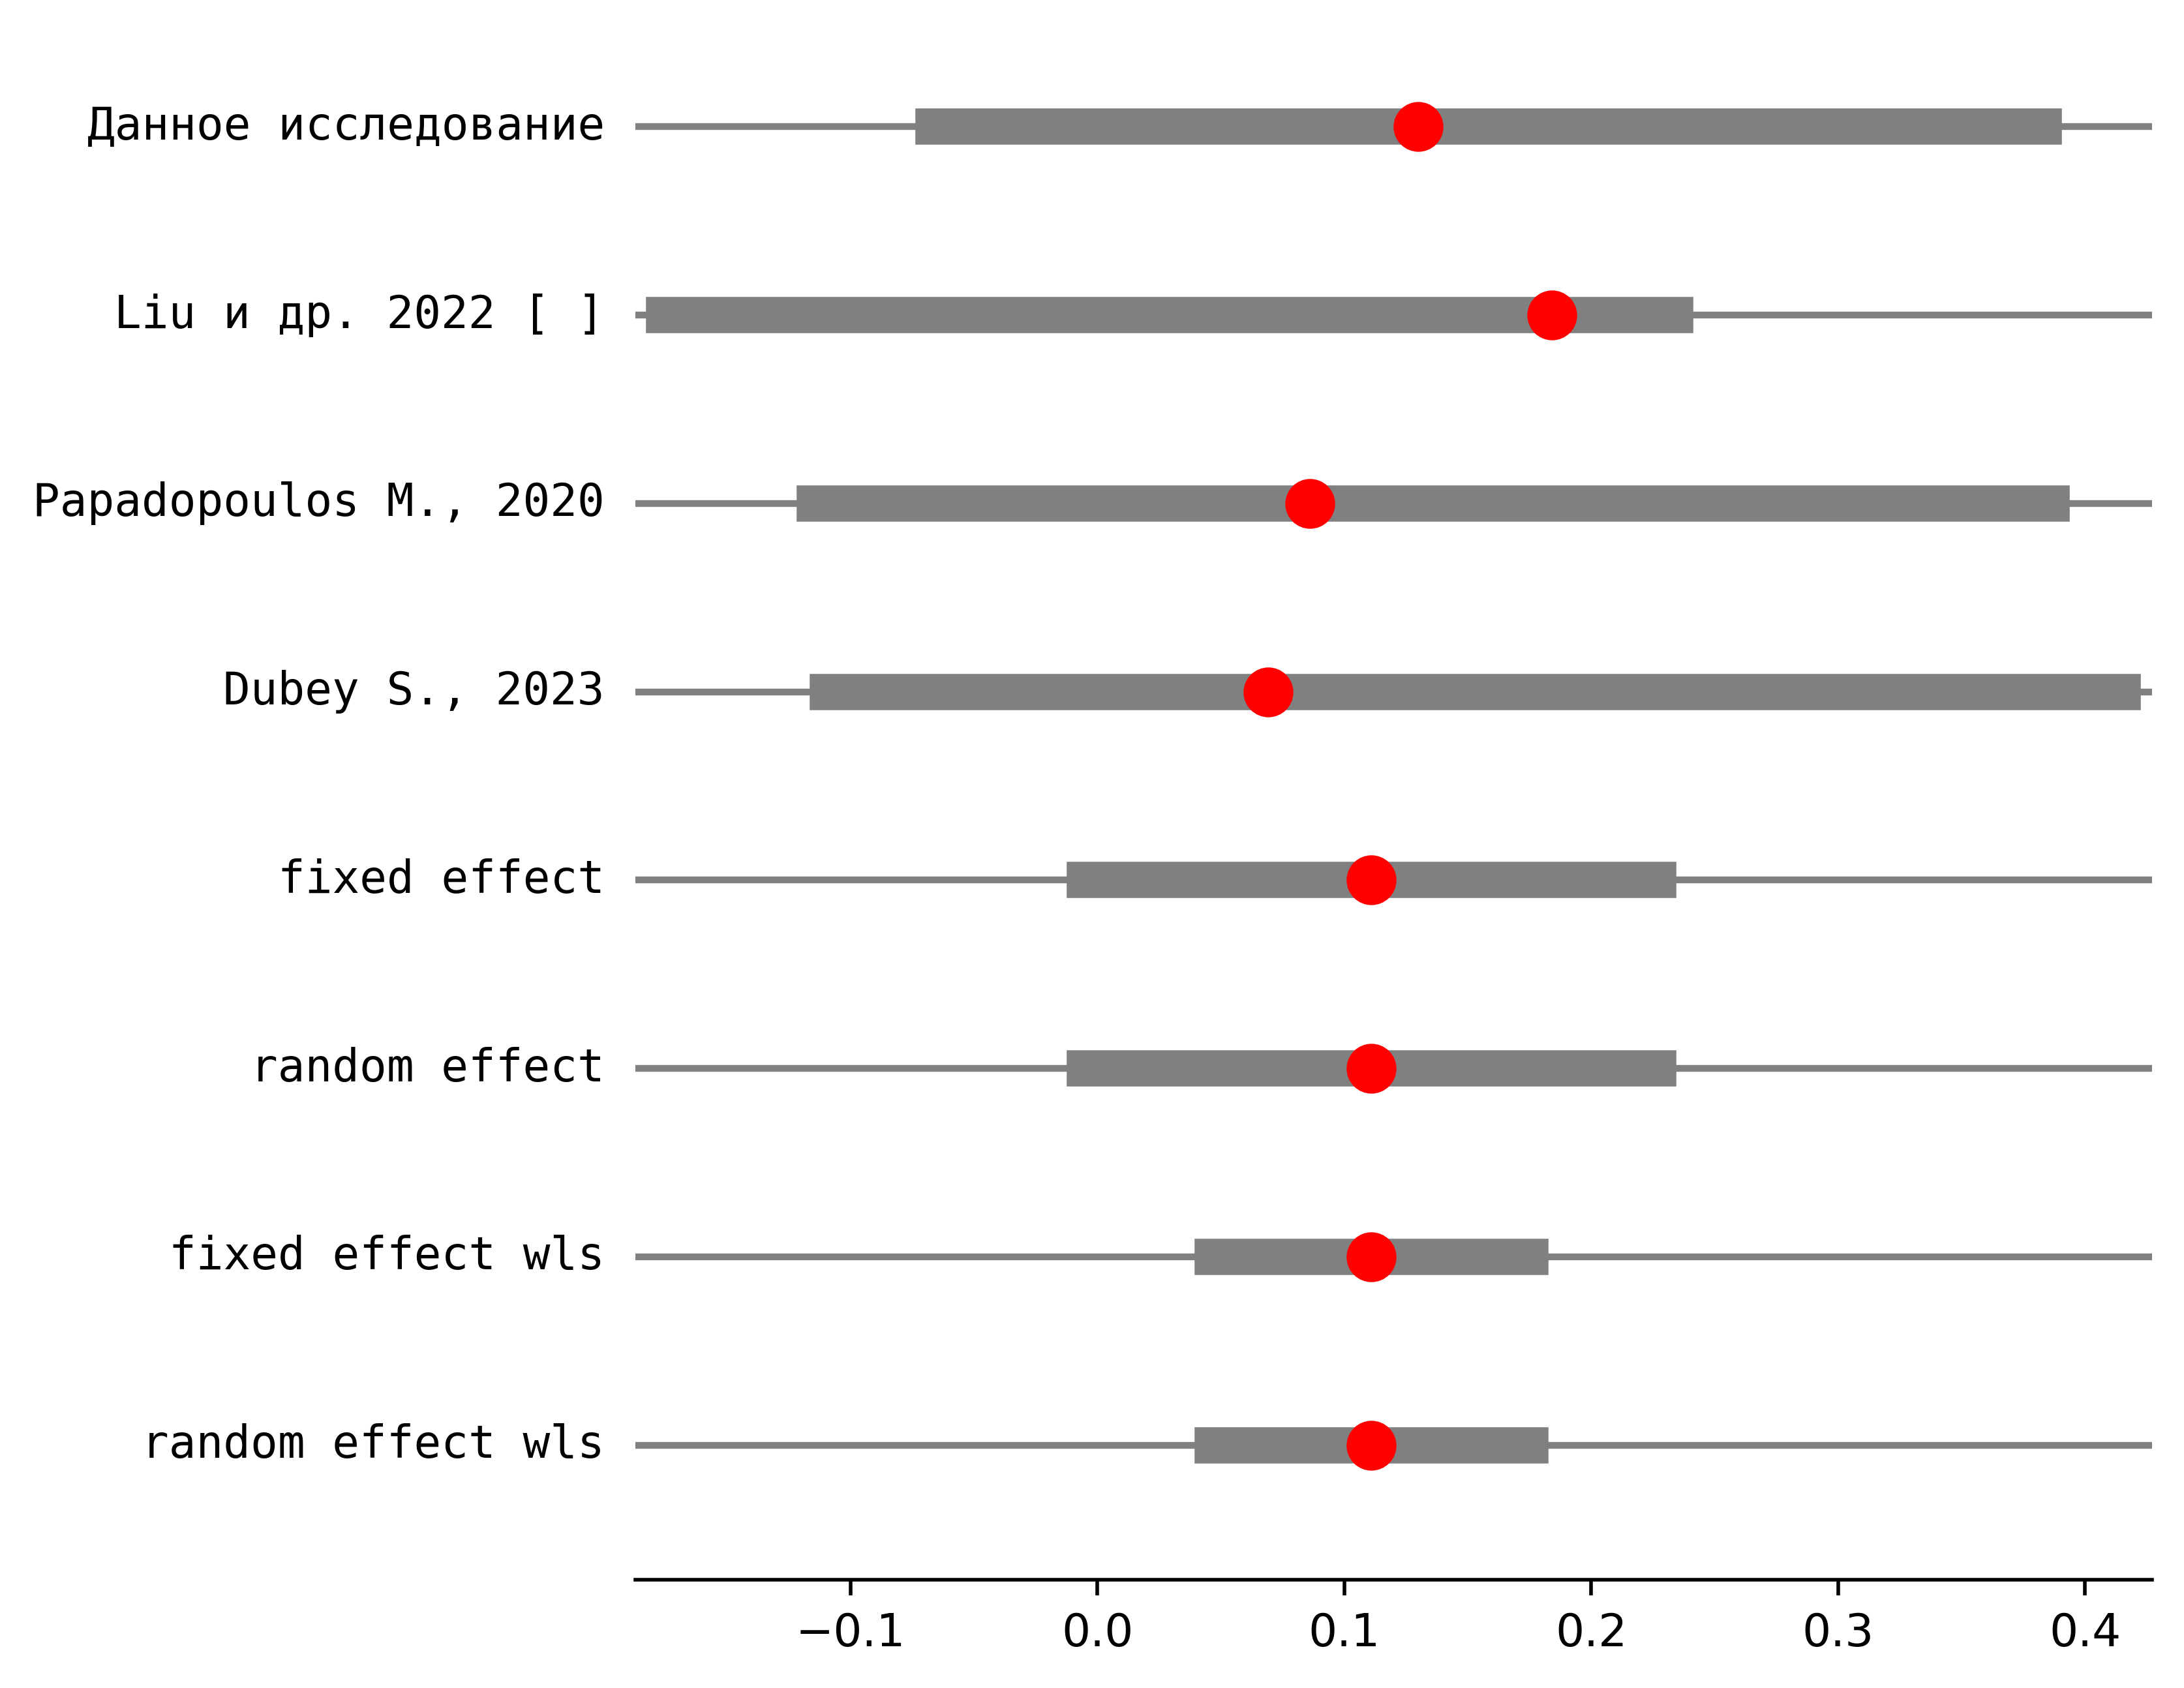 Данное исследование
Liu и др. 2022 [ ]
Papadopoulos M., 2020
Dubey S., 2023
fixed effect
random effect
fixed effect wls
random effect wls
−0.1 0.0 0.1 0.2 0.3 0.4